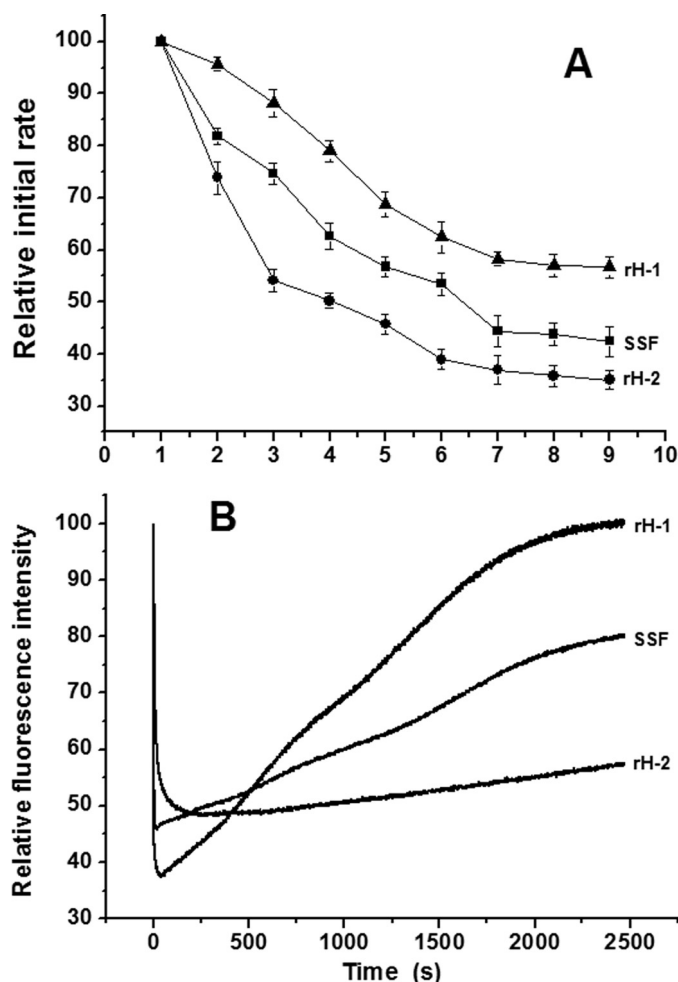 A
Relative initial rate
100
90
80
70
60
50
40
30
rH-1
SSF
rH-2
0 1 2 3 4 5 6 7 8 9 10
B
Relative fluorescence intensity
100
90
80
70
60
50
40
30
rH-1
SSF
rH-2
0 500 1000 1500 2000 2500
Time (s)